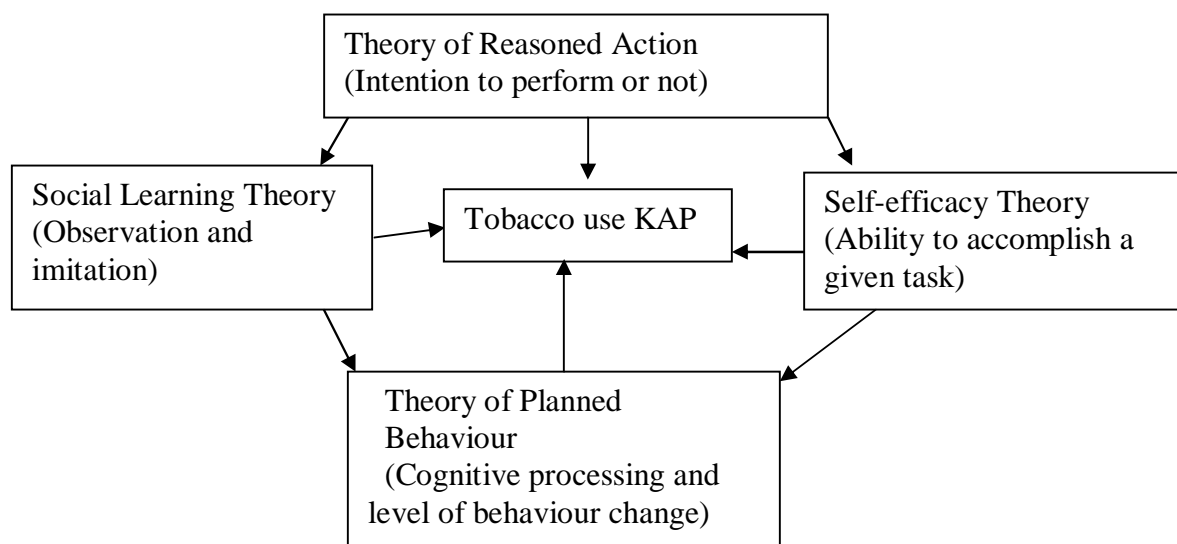 Theory of Reasoned Action
(Intention to perform or not)
Social Learning Theory
(Observation and
imitation)
Tobacco use KAP
Self-efficacy Theory
(Ability to accomplish a
given task)
Theory of Planned
Behaviour
(Cognitive processing and
level of behaviour change)